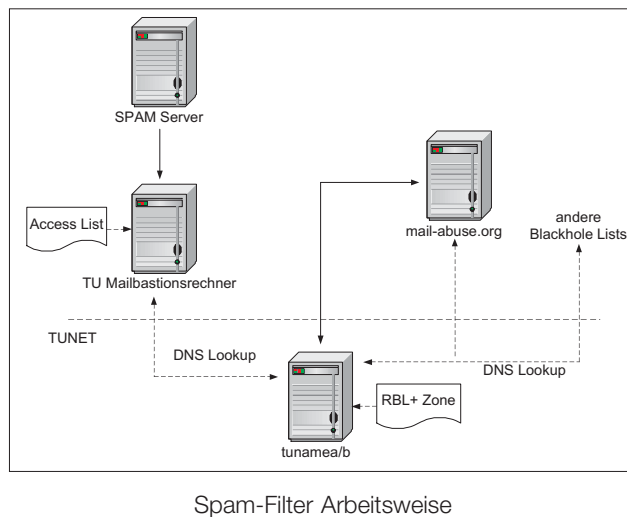 SPAM Server
Access List
TU Mailbastionsrechner
mail-abuse.org
andere
Blackhole Lists
TUNET
DNS Lookup
DNS Lookup
RBL+ Zone
tunamea/b
Spam-Filter Arbeitsweise